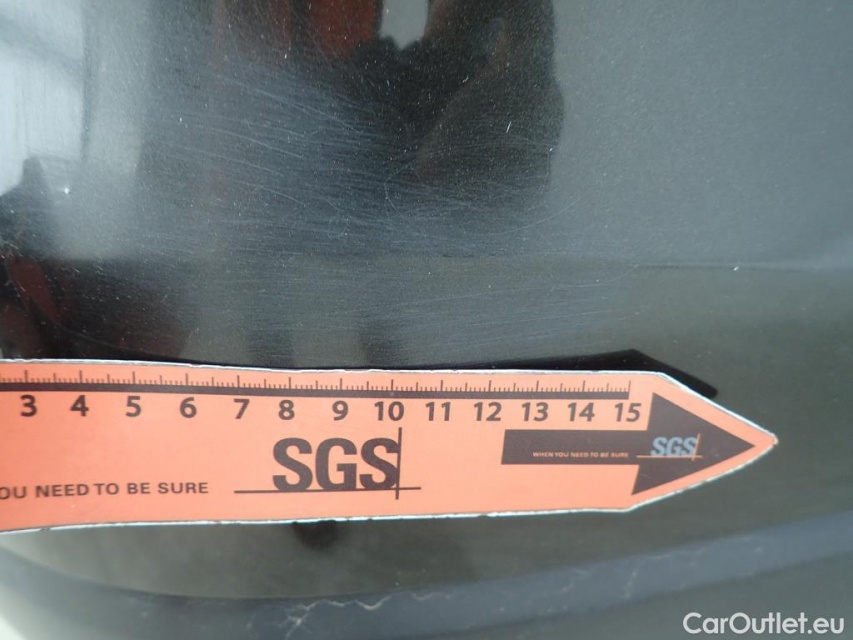 3 4 5 6 7 8 9 10 11 12 13 14 15
SGS
WHEN YOU NEED TO BE SURE SGS
OU NEED TO BE SURE
CarOutlet.eu